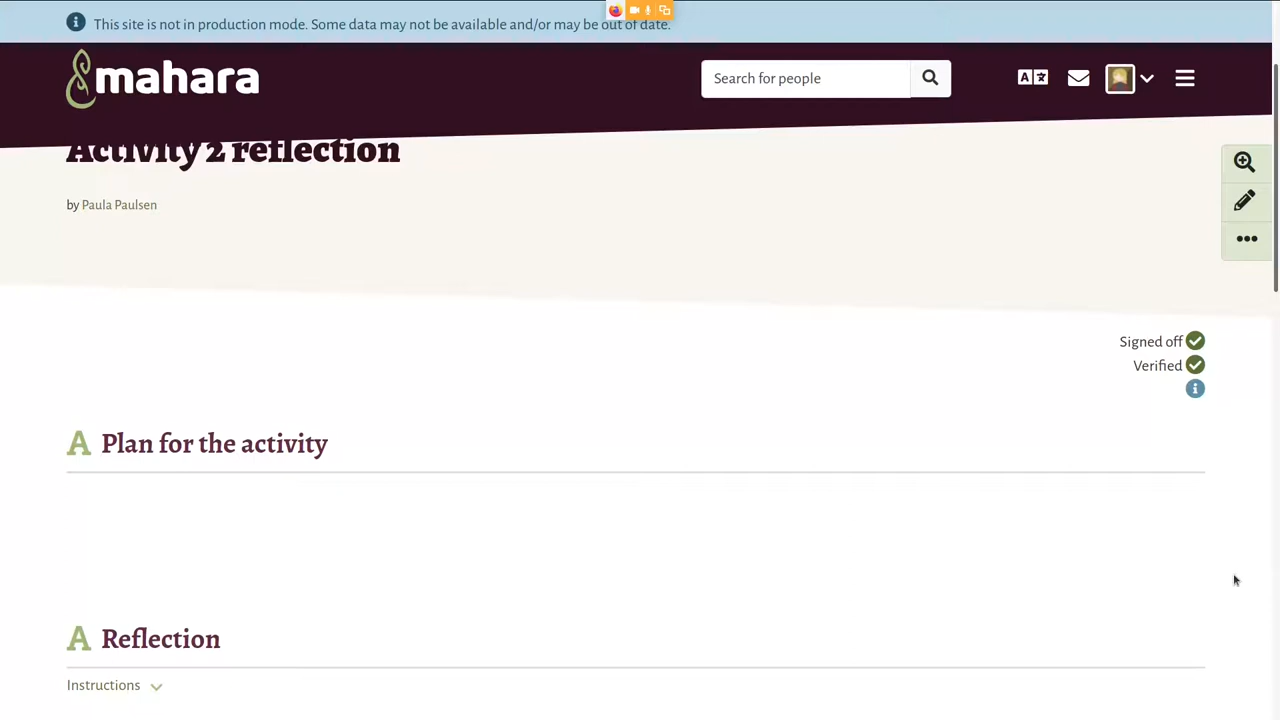 This site is not in production mode. Some data may not be available and/or may be out of date.
mahara
Search for people
Activity 2 reflection
by Paula Paulsen
Signed off
Verified
A Plan for the activity
A Reflection
Instructions